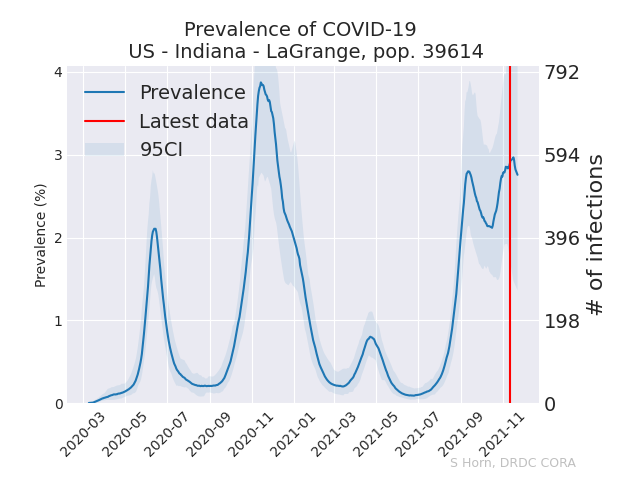 Prevalence of COVID-19
US - Indiana - LaGrange, pop. 39614
Prevalence
Latest data
95CI
Prevalence (%)
4
3
2
1
0
792
594
396
198
0
# of infections
2020-03
2020-05
2020-07
2020-09
2020-11
2021-01
2021-03
2021-05
2021-07
2021-09
2021-11
S Horn, DRDC CORA